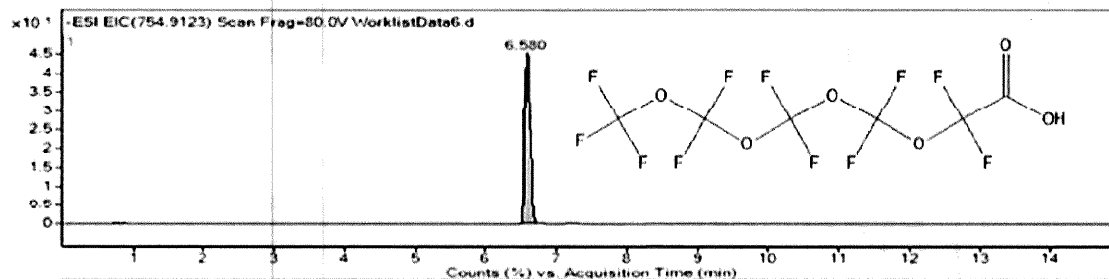 x10 1 -ESI EIC(754.9123) Scan Frag=80.0V WorklistData6.d
1
6.580
4.5
4
3.5
3
2.5
2
1.5
1
0.5
0
F F F F F F O
O O
F OH
F F F F F
O O
1 2 3 4 5 6 7 8 9 10 11 12 13 14
Counts (%) vs. Acquisition Time (min)